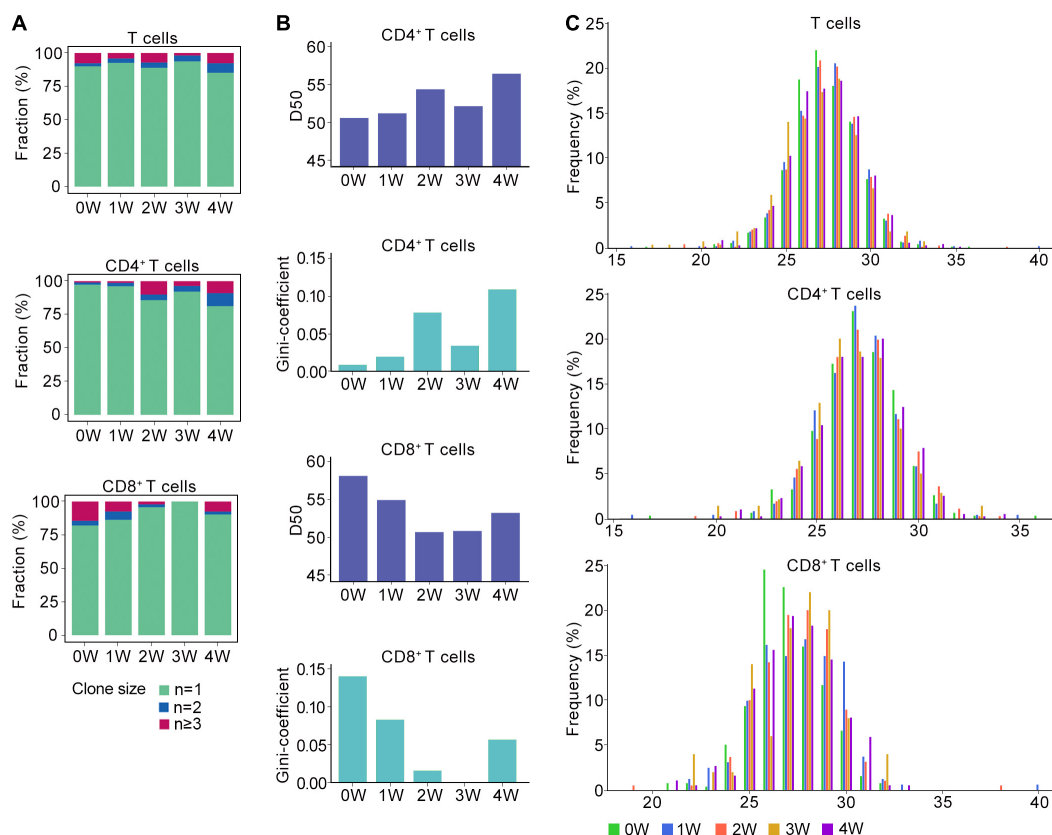 A
T cells
Fraction (%)
100
75
50
25
0
0W 1W 2W 3W 4W
CD4⁺ T cells
Fraction (%)
100
75
50
25
0
0W 1W 2W 3W 4W
CD8⁺ T cells
Fraction (%)
100
75
50
25
0
0W 1W 2W 3W 4W
Clone size
n=1
n=2
n≥3
B
CD4⁺ T cells
D50
60
55
50
45
0W 1W 2W 3W 4W
CD4⁺ T cells
Gini-coefficient
0.15
0.10
0.05
0.00
0W 1W 2W 3W 4W
CD8⁺ T cells
D50
60
55
50
45
0W 1W 2W 3W 4W
CD8⁺ T cells
Gini-coefficient
0.15
0.10
0.05
0.00
0W 1W 2W 3W 4W
C
T cells
Frequency (%)
25
20
15
10
5
0
15 20 25 30 35 40
CD4⁺ T cells
Frequency (%)
25
20
15
10
5
0
15 20 25 30 35
CD8⁺ T cells
Frequency (%)
25
20
15
10
5
0
20 25 30 35 40
0W 1W 2W 3W 4W